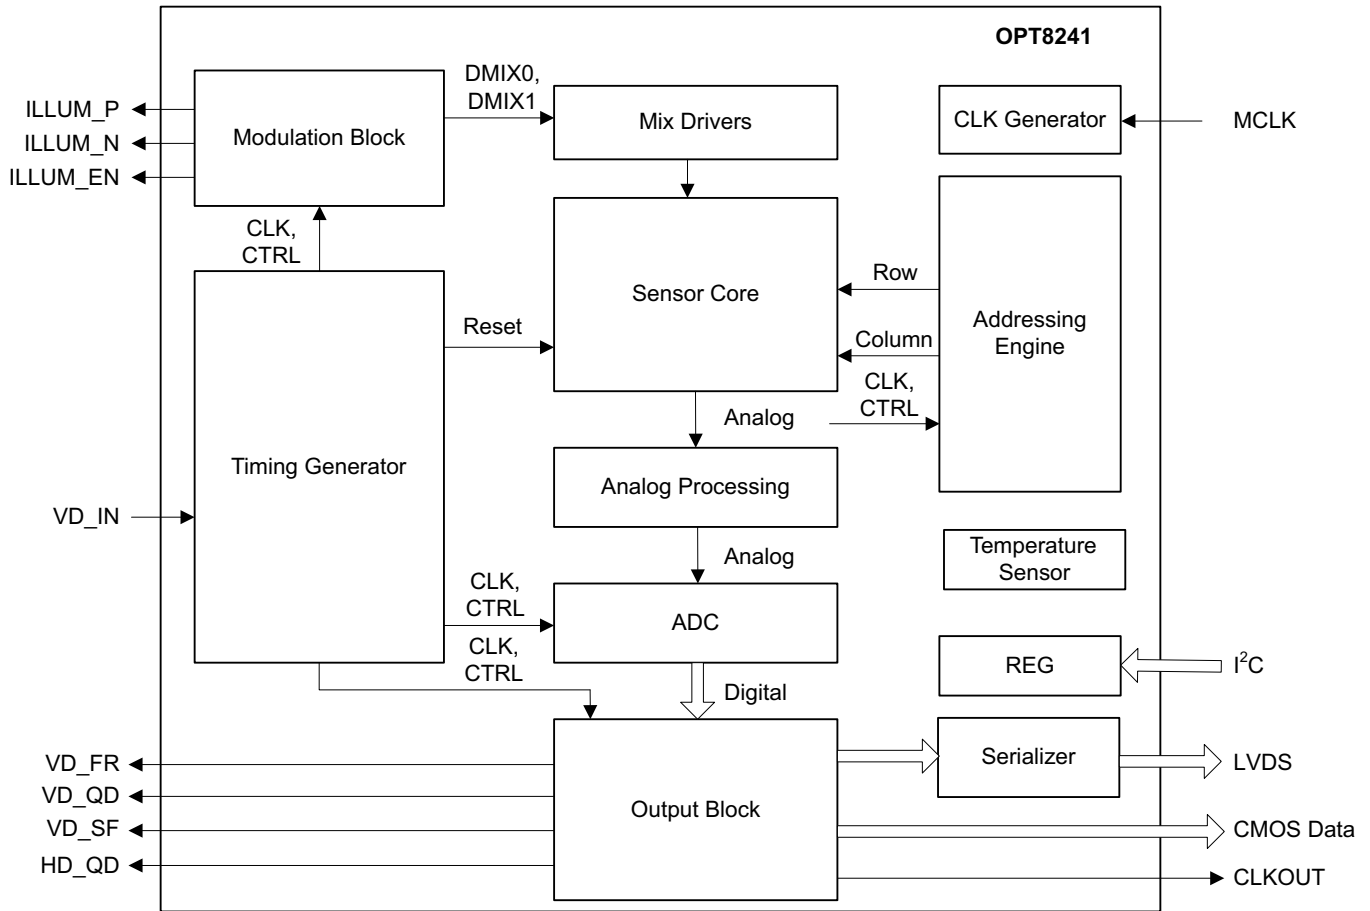 OPT8241
ILLUM_P
ILLUM_N
ILLUM_EN
Modulation Block
DMIX0,
DMIX1
Mix Drivers
CLK Generator
MCLK
CLK,
CTRL
Timing Generator
Reset
Sensor Core
Row
Column
CLK,
CTRL
Addressing
Engine
Analog
Analog Processing
Analog
VD_IN
Temperature
Sensor
CLK,
CTRL
ADC
CLK,
CTRL
Digital
REG
I²C
Serializer
LVDS
VD_FR
VD_QD
VD_SF
HD_QD
Output Block
CMOS Data
CLKOUT